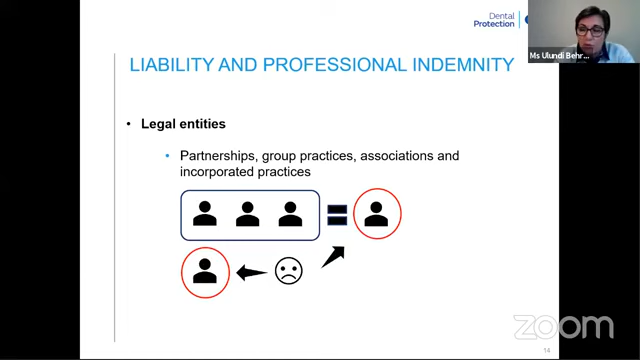 Dental
Protection
Ms Ulundi Behr...
LIABILITY AND PROFESSIONAL INDEMNITY
• Legal entities
• Partnerships, group practices, associations and
incorporated practices
zoom
14